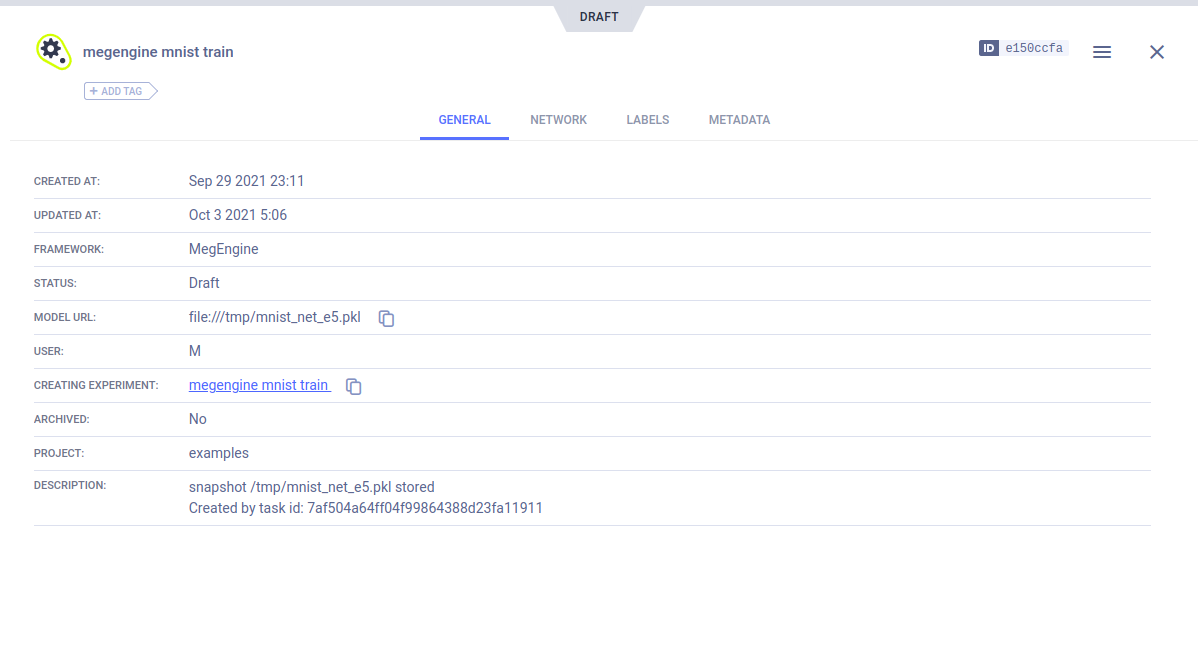 DRAFT
megengine mnist train
ID e150ccfa
+ ADD TAG
GENERAL NETWORK LABELS METADATA
CREATED AT: Sep 29 2021 23:11
UPDATED AT: Oct 3 2021 5:06
FRAMEWORK: MegEngine
STATUS: Draft
MODEL URL: file:///tmp/mnist_net_e5.pkl
USER: M
CREATING EXPERIMENT: megengine mnist train
ARCHIVED: No
PROJECT: examples
DESCRIPTION: snapshot /tmp/mnist_net_e5.pkl stored
Created by task id: 7af504a64ff04f99864388d23fa11911